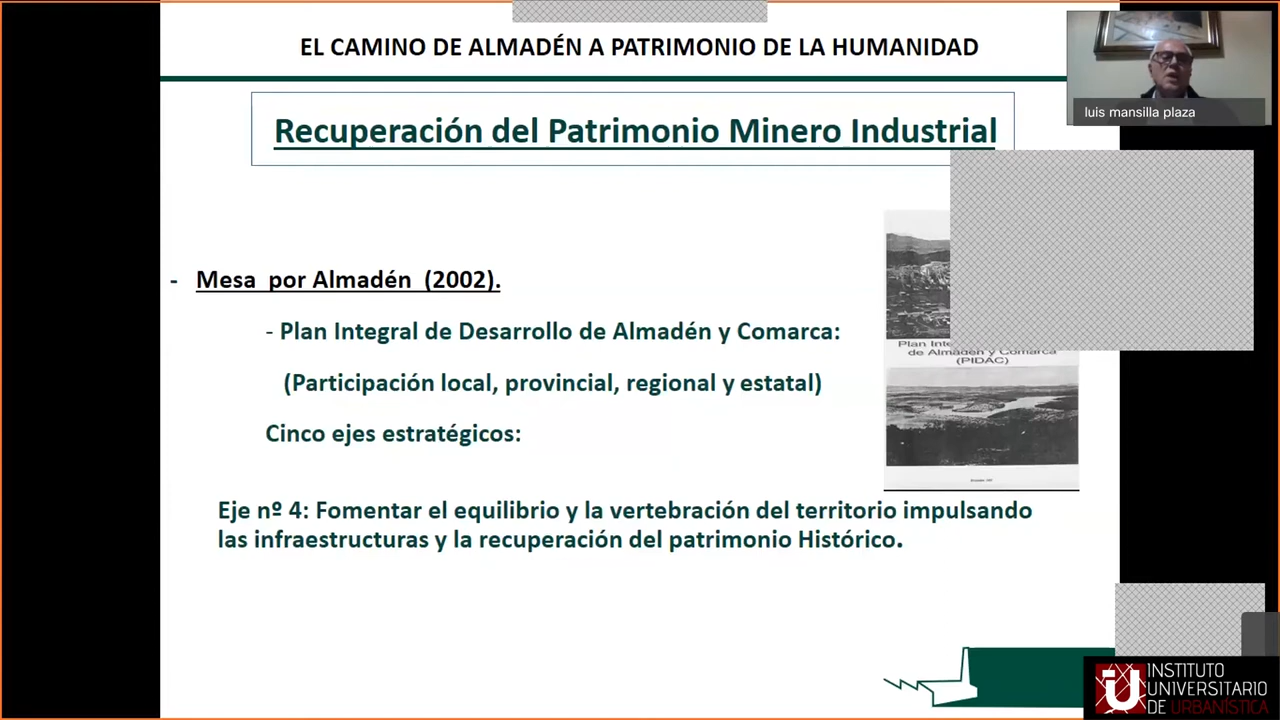 EL CAMINO DE ALMADÉN A PATRIMONIO DE LA HUMANIDAD
luis mansilla plaza
Recuperación del Patrimonio Minero Industrial
- Mesa por Almadén (2002).
- Plan Integral de Desarrollo de Almadén y Comarca:
Plan
de Almadén y Comarca
(PIDAC)
(Participación local, provincial, regional y estatal)
Cinco ejes estratégicos:
Eje nº 4: Fomentar el equilibrio y la vertebración del territorio impulsando
las infraestructuras y la recuperación del patrimonio Histórico.
INSTITUTO
UNIVERSITARIO
DE URBANÍSTICA